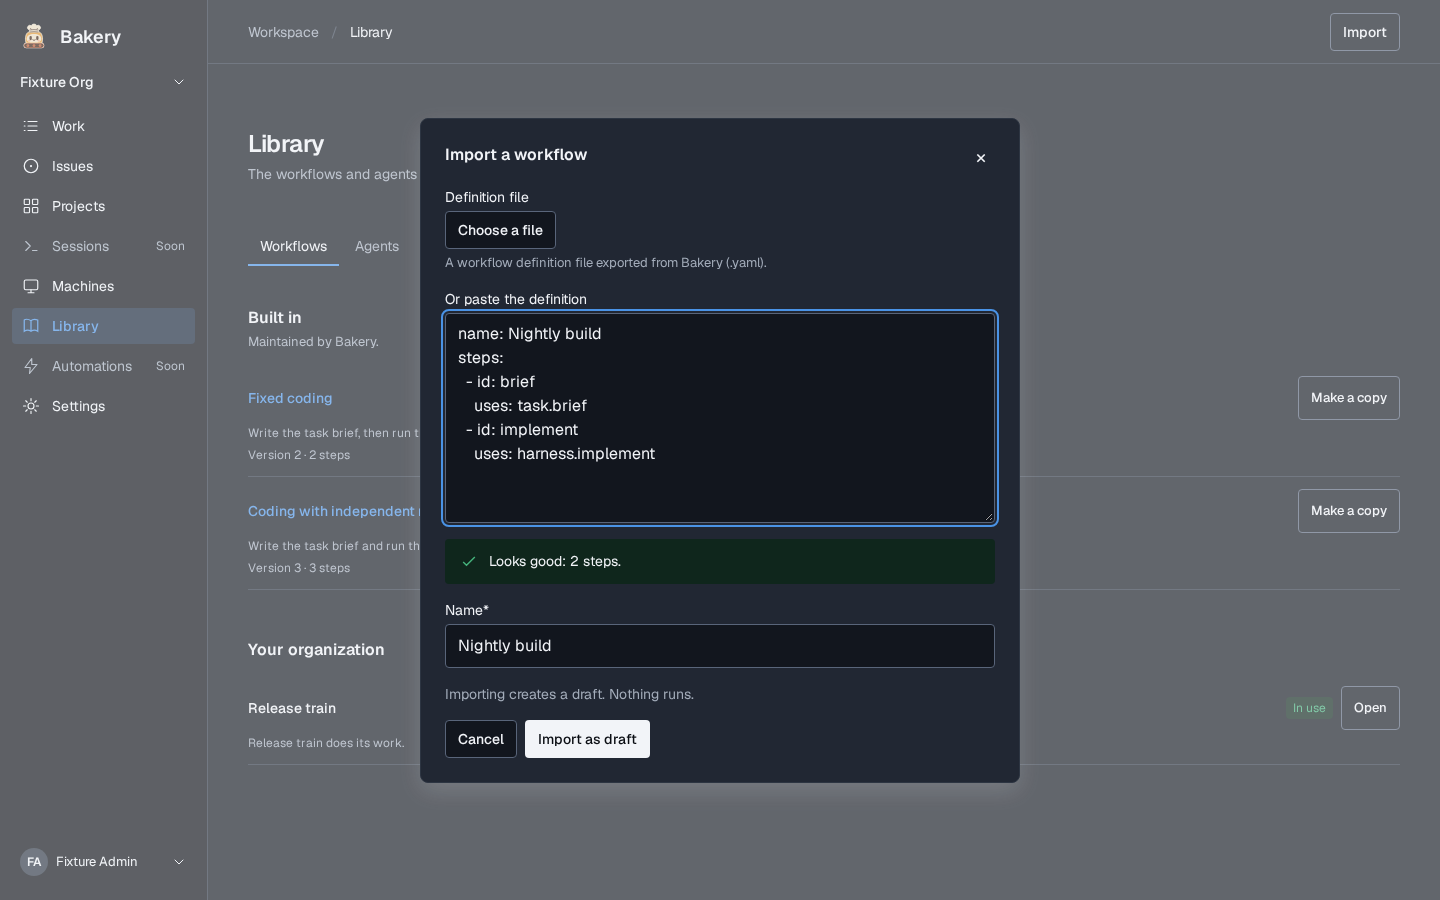 Bakery
Fixture Org
Work
Issues
Projects
Sessions Soon
Machines
Library
Automations Soon
Settings
FA Fixture Admin
Workspace / Library
Import
Library
The workflows and agents
Workflows Agents
Built in
Maintained by Bakery.
Fixed coding
Make a copy
Write the task brief, then run
Version 2 · 2 steps
Coding with independent
Make a copy
Write the task brief and run
Version 3 · 3 steps
Your organization
Release train
In use Open
Release train does its work.
Import a workflow
Definition file
Choose a file
A workflow definition file exported from Bakery (.yaml).
Or paste the definition
name: Nightly build
steps:
- id: brief
uses: task.brief
- id: implement
uses: harness.implement
Looks good: 2 steps.
Name*
Nightly build
Importing creates a draft. Nothing runs.
Cancel Import as draft